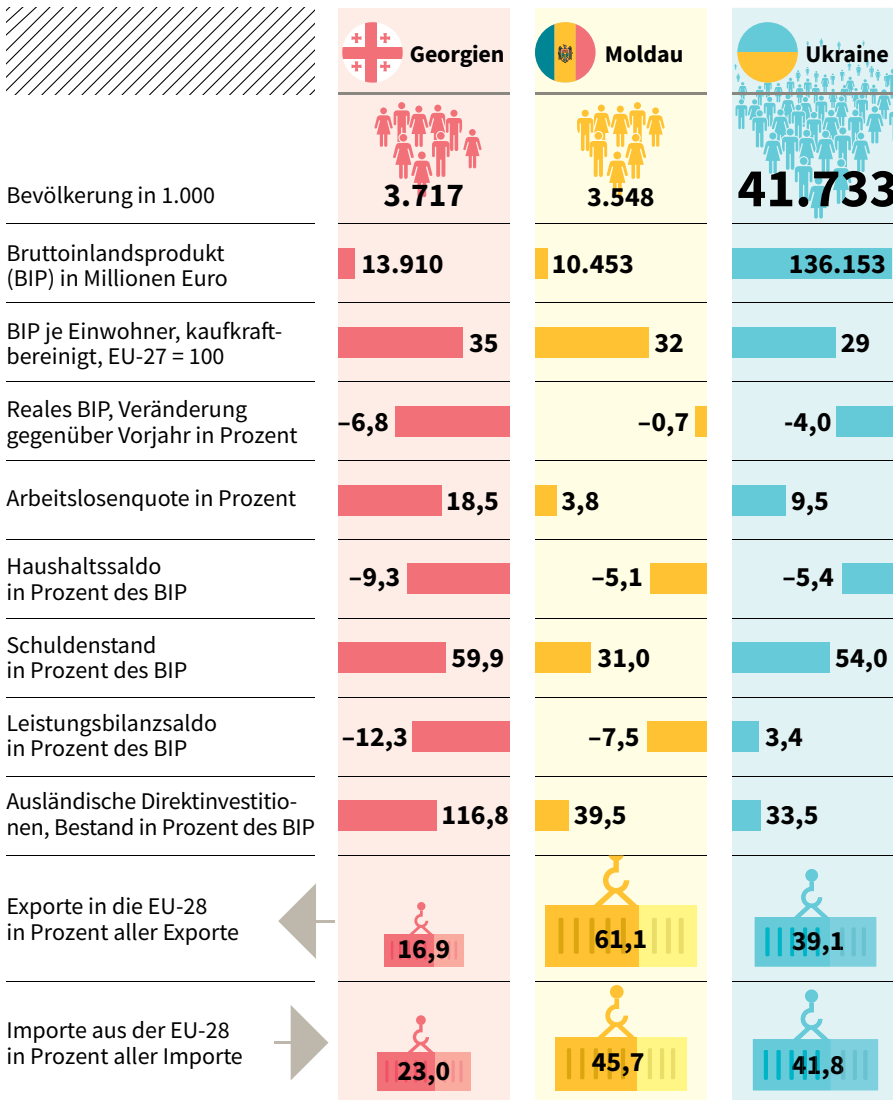 Georgien Moldau Ukraine
Bevölkerung in 1.000 3.717 3.548 41.733
Bruttoinlandsprodukt
(BIP) in Millionen Euro 13.910 10.453 136.153
BIP je Einwohner, kaufkraft-
bereinigt, EU-27 = 100 35 32 29
Reales BIP, Veränderung
gegenüber Vorjahr in Prozent –6,8 –0,7 -4,0
Arbeitslosenquote in Prozent 18,5 3,8 9,5
Haushaltssaldo
in Prozent des BIP –9,3 –5,1 –5,4
Schuldenstand
in Prozent des BIP 59,9 31,0 54,0
Leistungsbilanzsaldo
in Prozent des BIP –12,3 –7,5 3,4
Ausländische Direktinvestitio-
nen, Bestand in Prozent des BIP 116,8 39,5 33,5
Exporte in die EU-28
in Prozent aller Exporte 16,9 61,1 39,1
Importe aus der EU-28
in Prozent aller Importe 23,0 45,7 41,8